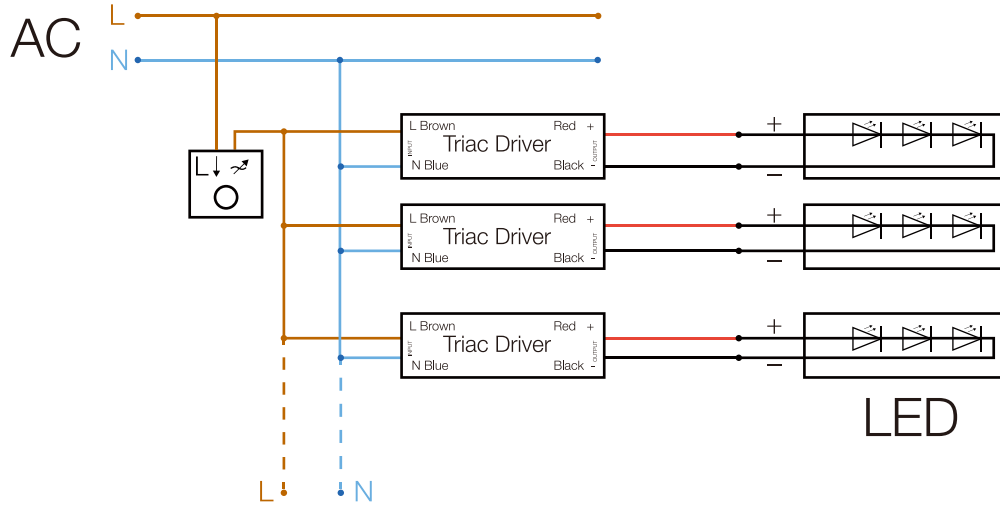 AC
L
N
L
L Brown
Red +
INPUT
Triac Driver
OUTPUT
N Blue
Black -
+
−
L Brown
Red +
INPUT
Triac Driver
OUTPUT
N Blue
Black -
+
−
L Brown
Red +
INPUT
Triac Driver
OUTPUT
N Blue
Black -
+
−
LED
L
N